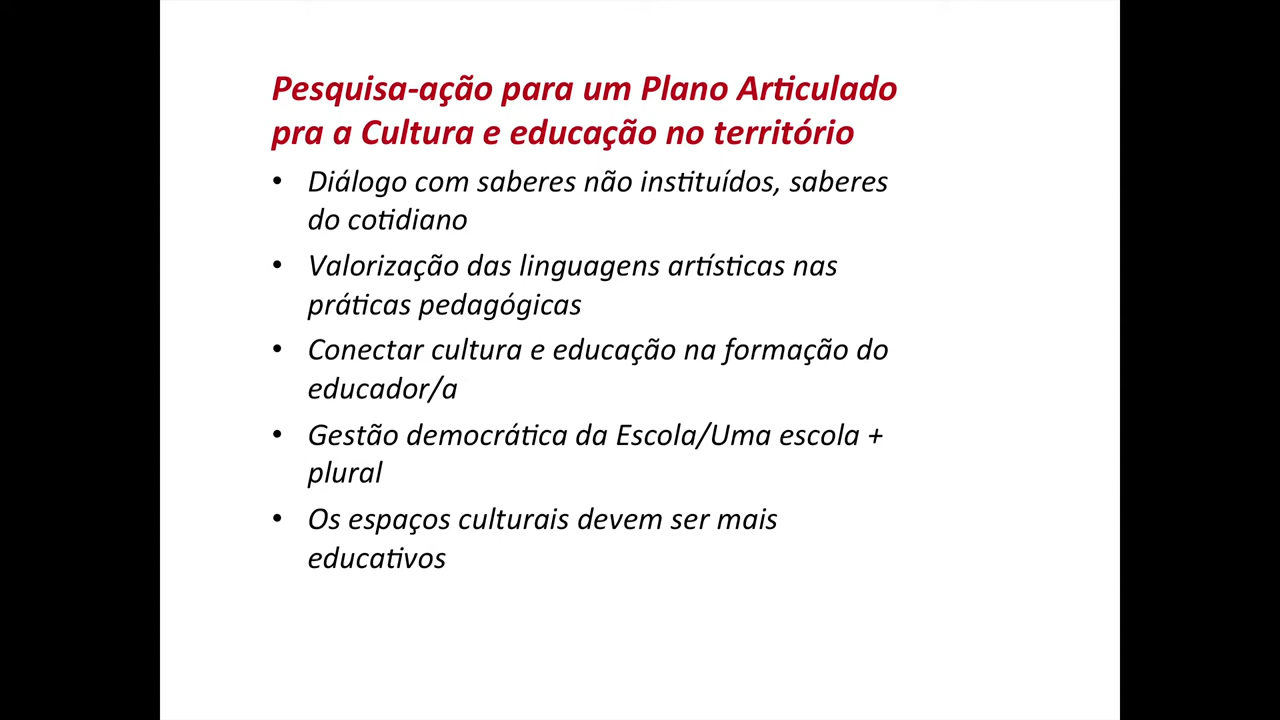 Pesquisa-ação para um Plano Articulado
pra a Cultura e educação no território
• Diálogo com saberes não instituídos, saberes
do cotidiano
• Valorização das linguagens artísticas nas
práticas pedagógicas
• Conectar cultura e educação na formação do
educador/a
• Gestão democrática da Escola/Uma escola +
plural
• Os espaços culturais devem ser mais
educativos